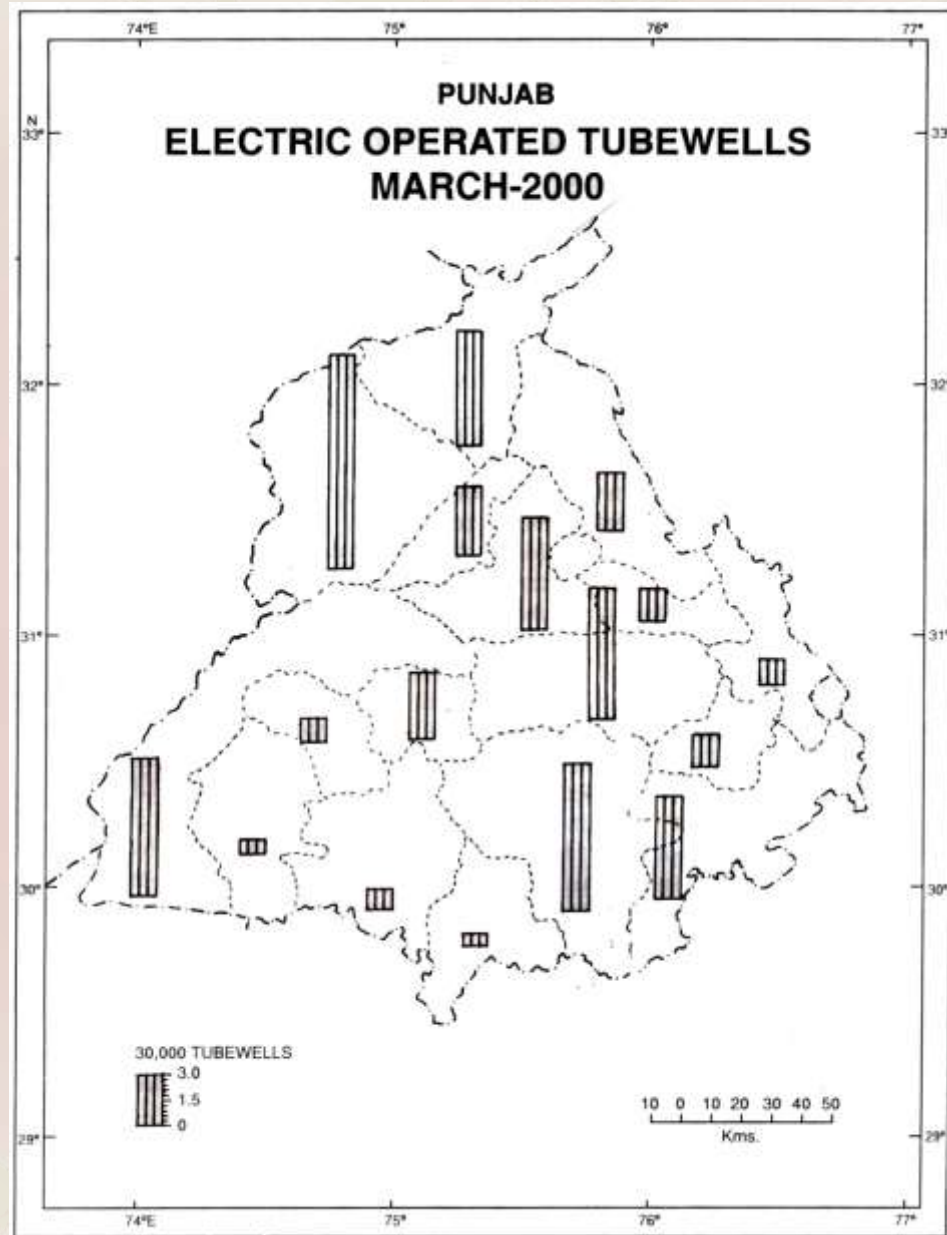 74°E 75° 76° 77°
N
PUNJAB
33° 33°
ELECTRIC OPERATED TUBEWELLS
MARCH-2000
32° 32°
31° 31°
30° 30°
30,000 TUBEWELLS
3.0
1.5
0
10 0 10 20 30 40 50
Kms.
29° 29°
74°E 75° 76° 77°